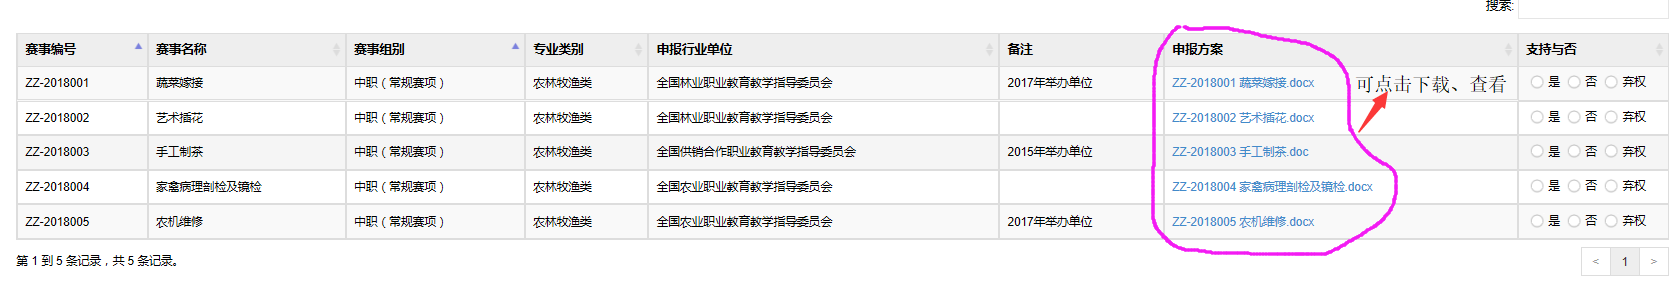 搜索:
赛事编号 赛事名称 赛事组别 专业类别 申报行业单位 备注 申报方案 支持与否
ZZ-2018001 蔬菜嫁接 中职（常规赛项） 农林牧渔类 全国林业职业教育教学指导委员会 2017年举办单位 ZZ-2018001 蔬菜嫁接.docx 可点击下载、查看 是 否 弃权
ZZ-2018002 艺术插花 中职（常规赛项） 农林牧渔类 全国林业职业教育教学指导委员会 ZZ-2018002 艺术插花.docx 是 否 弃权
ZZ-2018003 手工制茶 中职（常规赛项） 农林牧渔类 全国供销合作职业教育教学指导委员会 2015年举办单位 ZZ-2018003 手工制茶.doc 是 否 弃权
ZZ-2018004 家禽病理剖检及镜检 中职（常规赛项） 农林牧渔类 全国农业职业教育教学指导委员会 ZZ-2018004 家禽病理剖检及镜检.docx 是 否 弃权
ZZ-2018005 农机维修 中职（常规赛项） 农林牧渔类 全国农业职业教育教学指导委员会 2017年举办单位 ZZ-2018005 农机维修.docx 是 否 弃权
第 1 到 5 条记录，共 5 条记录。 < 1 >